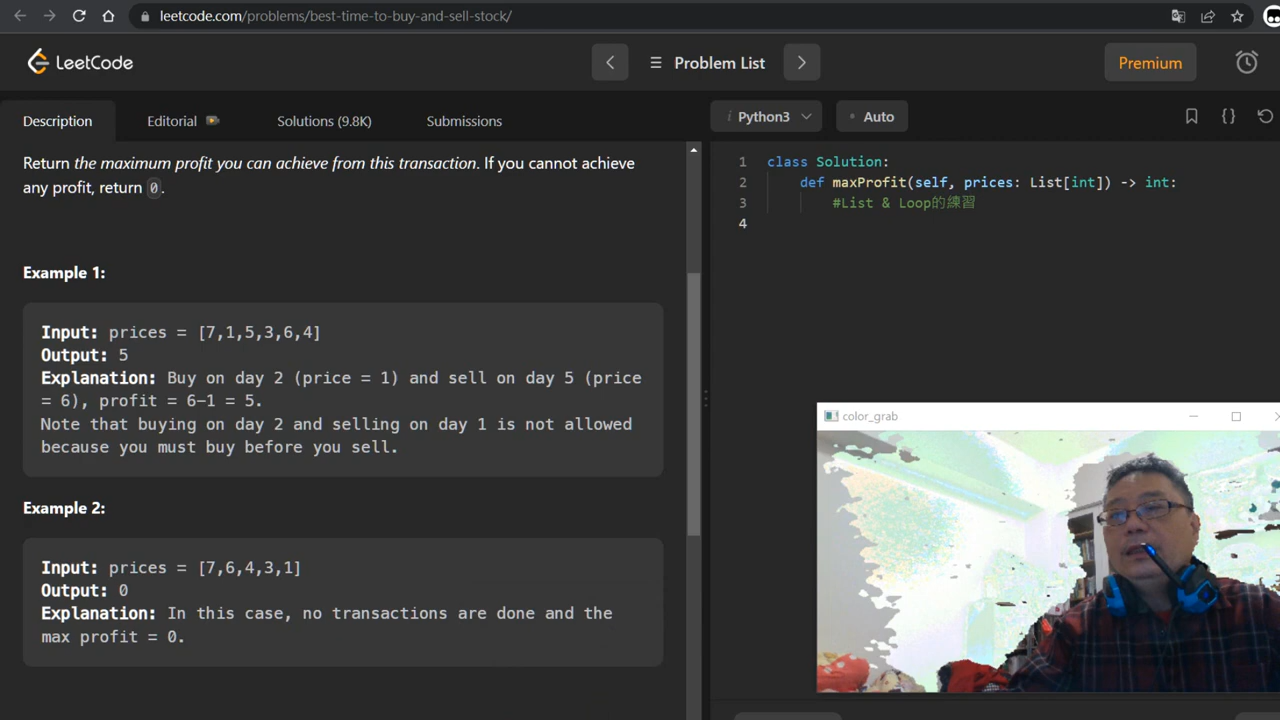 leetcode.com/problems/best-time-to-buy-and-sell-stock/
LeetCode
Problem List
Premium
Description
Editorial
Solutions (9.8K)
Submissions
Python3
Auto
Return the maximum profit you can achieve from this transaction. If you cannot achieve
any profit, return 0.
Example 1:
Input: prices = [7,1,5,3,6,4]
Output: 5
Explanation: Buy on day 2 (price = 1) and sell on day 5 (price
= 6), profit = 6-1 = 5.
Note that buying on day 2 and selling on day 1 is not allowed
because you must buy before you sell.
Example 2:
Input: prices = [7,6,4,3,1]
Output: 0
Explanation: In this case, no transactions are done and the
max profit = 0.
1 class Solution:
2 def maxProfit(self, prices: List[int]) -> int:
3 #List & Loop的練習
4
color_grab